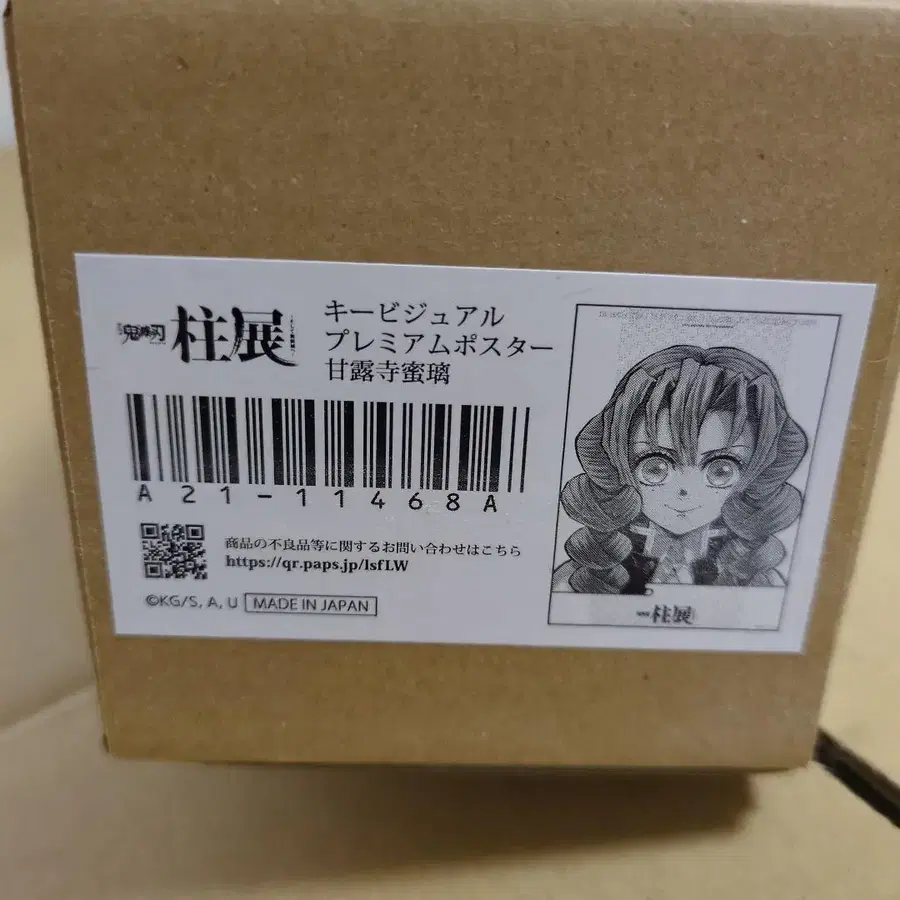 鬼滅の刃 柱展
キービジュアル
プレミアムポスター
甘露寺蜜璃
A21-11468A
商品の不良品等に関するお問い合わせはこちら
https://qr.paps.jp/lsfLW
©KG/S, A, U MADE IN JAPAN
柱展